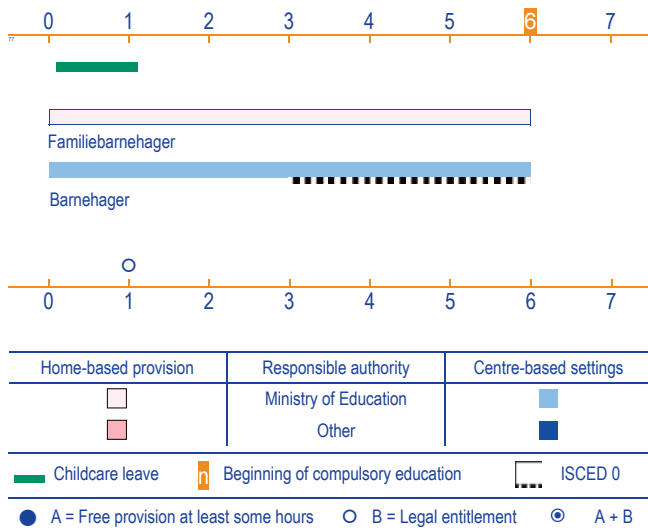 0 1 2 3 4 5 6 7
77
Familiebarnehager
Barnehager
0 1 2 3 4 5 6 7
Home-based provision Responsible authority Centre-based settings
Ministry of Education
Other
Childcare leave n Beginning of compulsory education ISCED 0
A = Free provision at least some hours B = Legal entitlement A + B